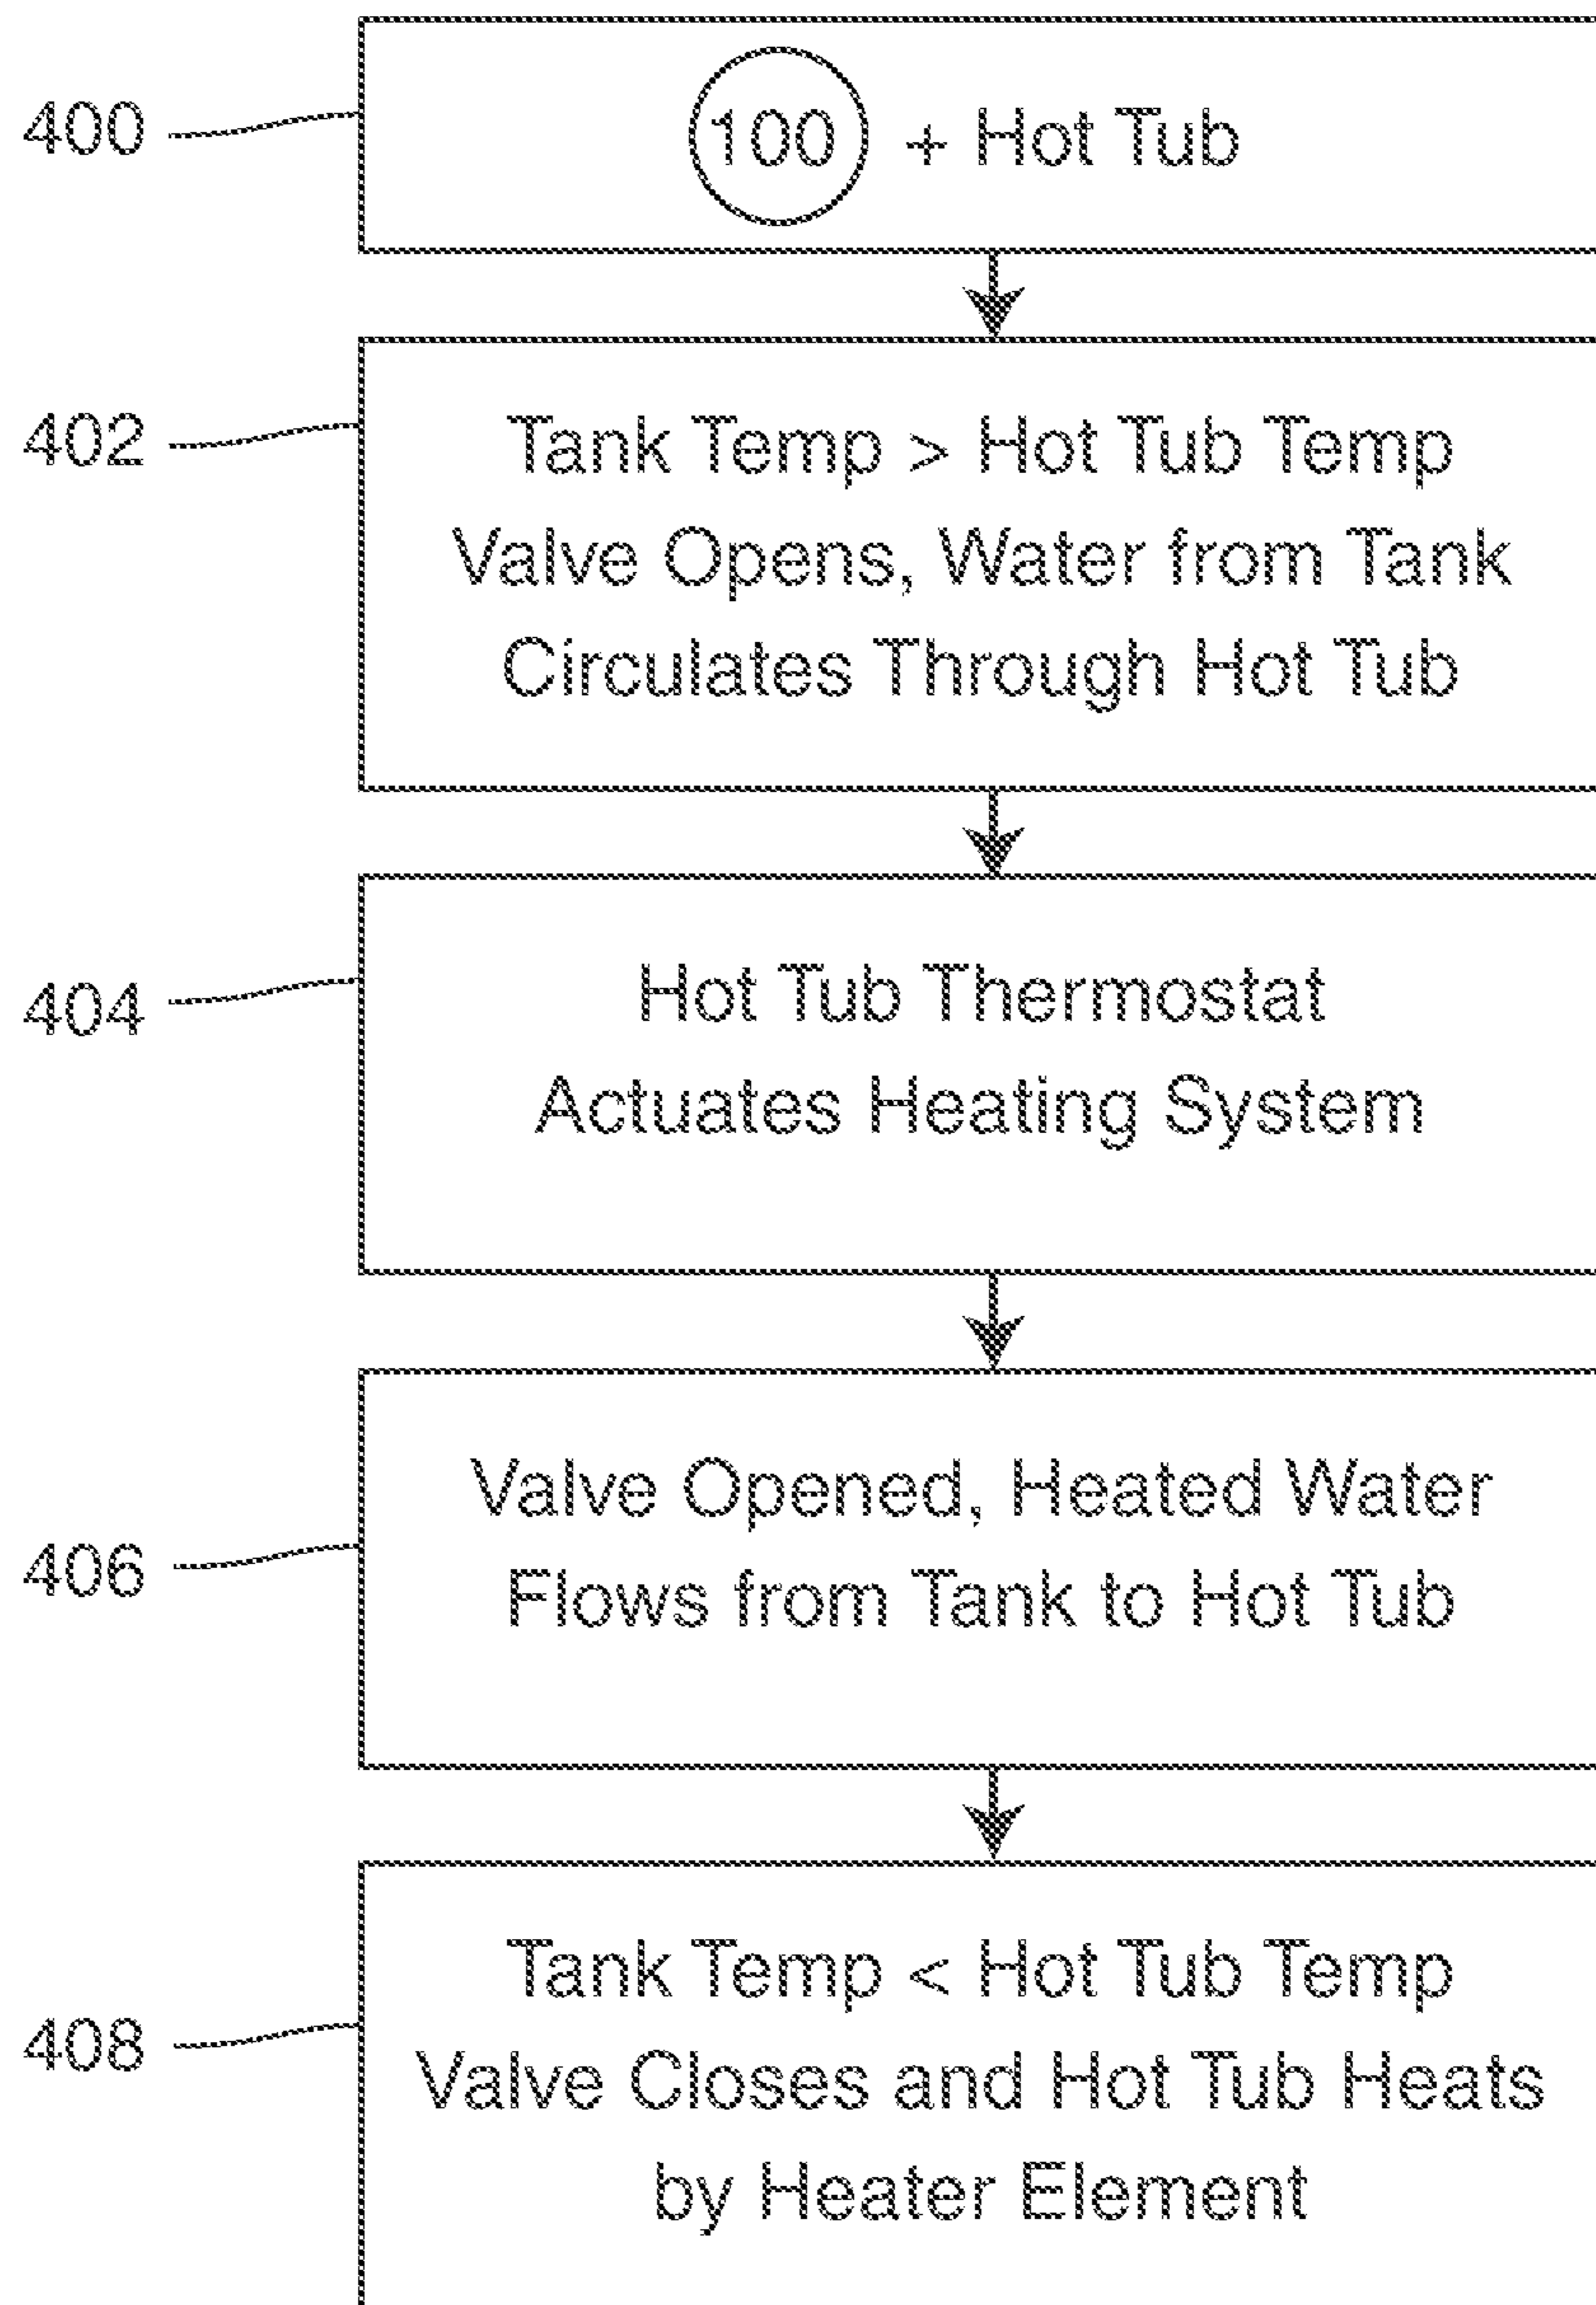 400
100 + Hot Tub
402
Tank Temp > Hot Tub Temp
Valve Opens, Water from Tank
Circulates Through Hot Tub
404
Hot Tub Thermostat
Actuates Heating System
406
Valve Opened, Heated Water
Flows from Tank to Hot Tub
408
Tank Temp < Hot Tub Temp
Valve Closes and Hot Tub Heats
by Heater Element